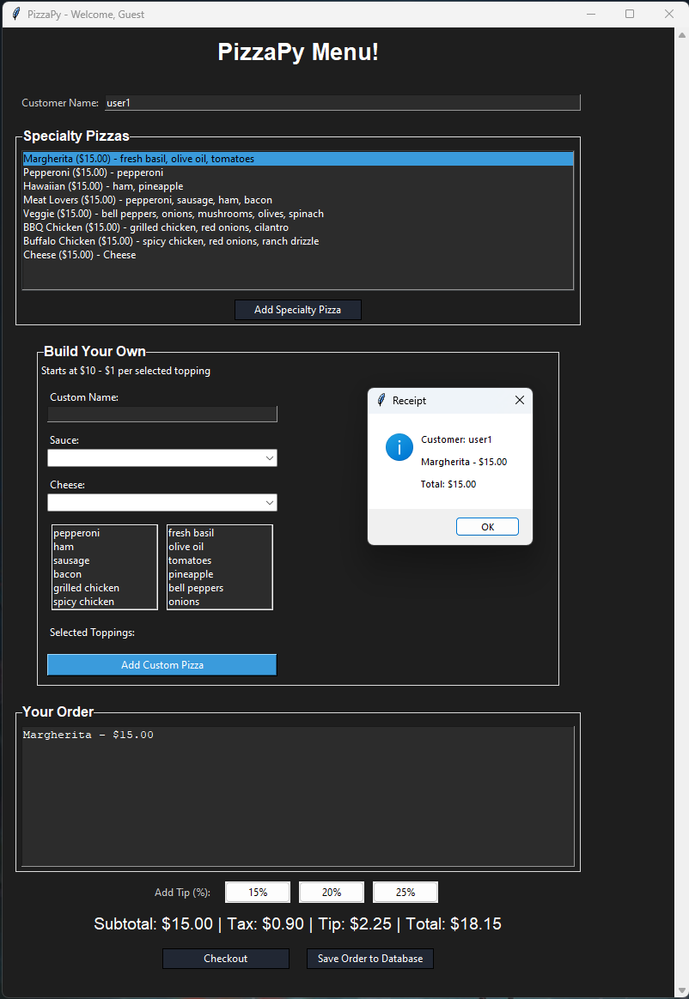 PizzaPy - Welcome, Guest
PizzaPy Menu!
Customer Name: user1
Specialty Pizzas
Margherita ($15.00) - fresh basil, olive oil, tomatoes
Pepperoni ($15.00) - pepperoni
Hawaiian ($15.00) - ham, pineapple
Meat Lovers ($15.00) - pepperoni, sausage, ham, bacon
Veggie ($15.00) - bell peppers, onions, mushrooms, olives, spinach
BBQ Chicken ($15.00) - grilled chicken, red onions, cilantro
Buffalo Chicken ($15.00) - spicy chicken, red onions, ranch drizzle
Cheese ($15.00) - Cheese
Add Specialty Pizza
Build Your Own
Starts at $10 - $1 per selected topping
Custom Name:
Sauce:
Cheese:
pepperoni
ham
sausage
bacon
grilled chicken
spicy chicken
fresh basil
olive oil
tomatoes
pineapple
bell peppers
onions
Selected Toppings:
Add Custom Pizza
Receipt
Customer: user1
Margherita - $15.00
Total: $15.00
OK
Your Order
Margherita - $15.00
Add Tip (%): 15% 20% 25%
Subtotal: $15.00 | Tax: $0.90 | Tip: $2.25 | Total: $18.15
Checkout Save Order to Database